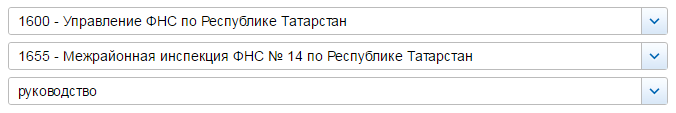 1600 - Управление ФНС по Республике Татарстан
1655 - Межрайонная инспекция ФНС № 14 по Республике Татарстан
руководство